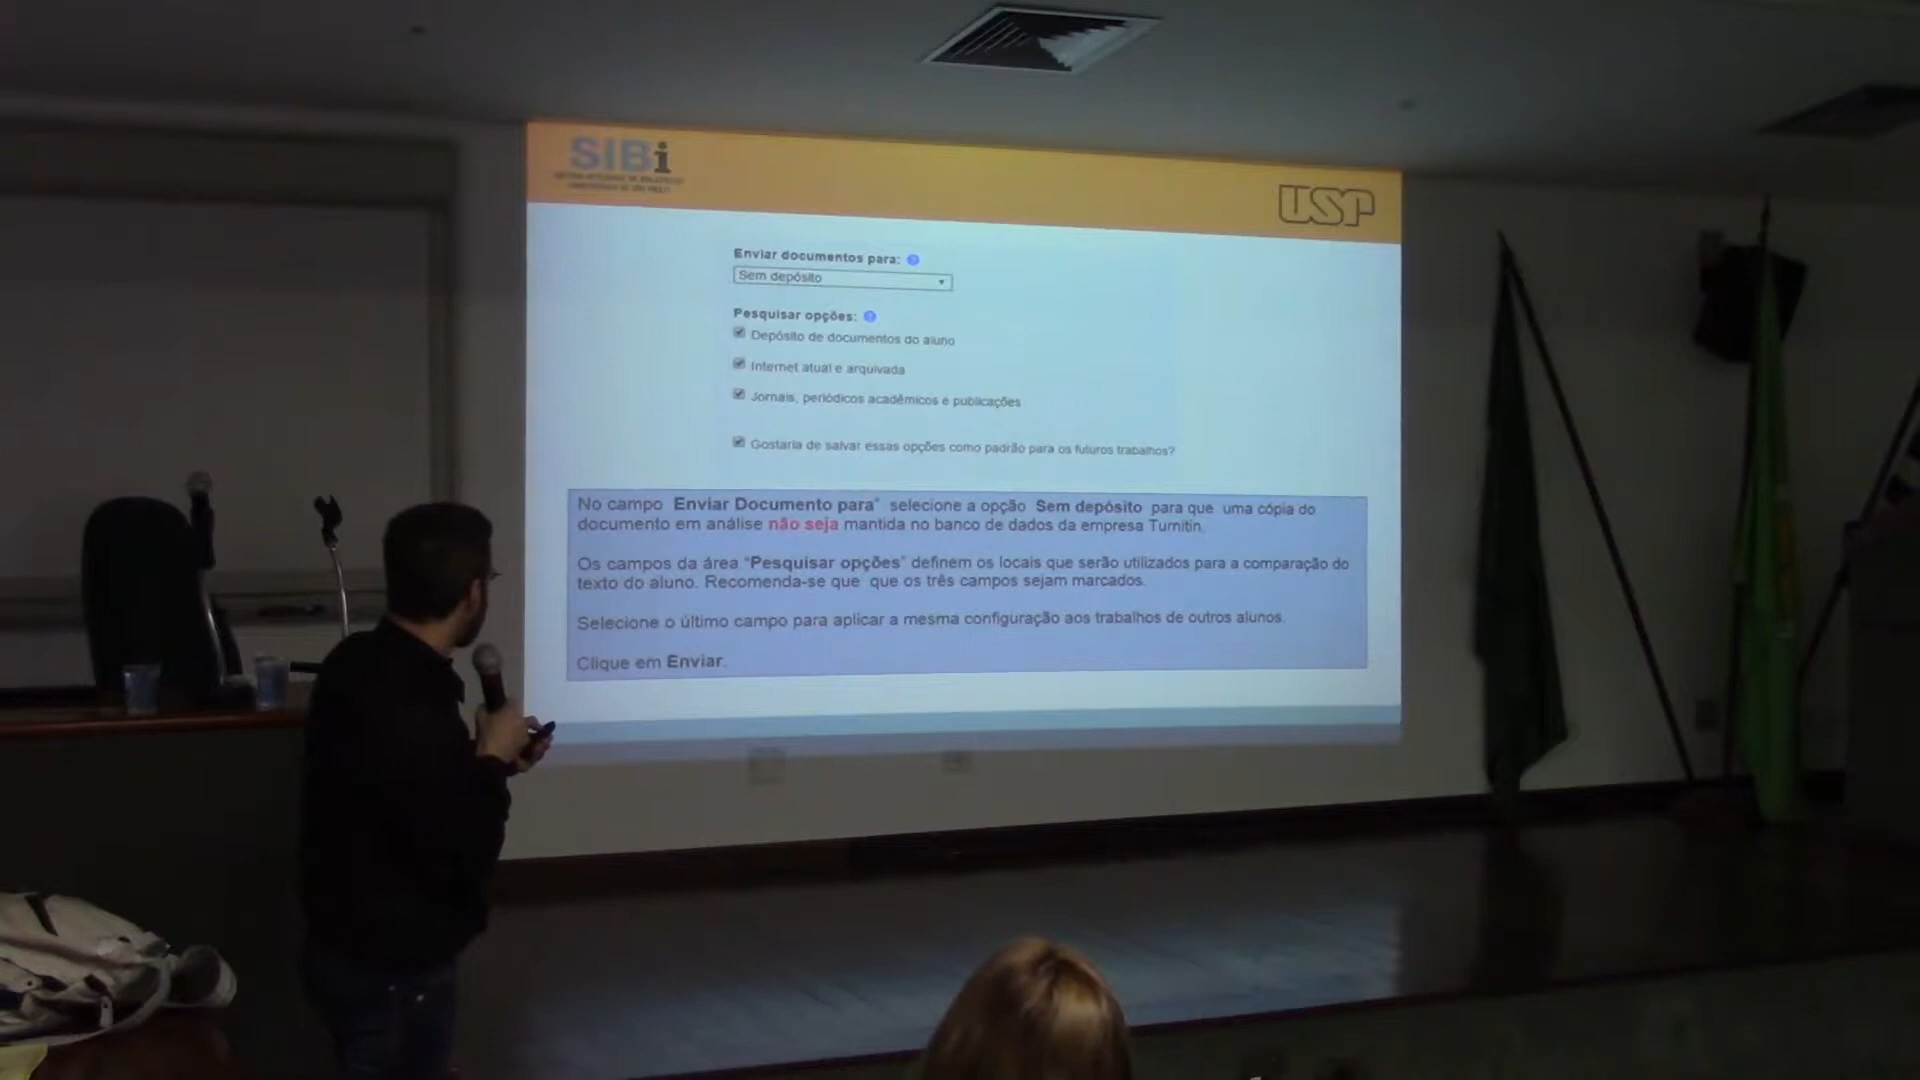 SIBi
USP
Enviar documentos para:
Sem depósito
Pesquisar opções:
Depósito de documentos do aluno
Internet atual e arquivada
Jornais, periódicos acadêmicos e publicações
Gostaria de salvar essas opções como padrão para os futuros trabalhos?
No campo Enviar Documento para" selecione a opção Sem depósito para que uma cópia do
documento em análise não seja mantida no banco de dados da empresa Turnitin.
Os campos da área "Pesquisar opções" definem os locais que serão utilizados para a comparação do
texto do aluno. Recomenda-se que que os três campos sejam marcados.
Selecione o último campo para aplicar a mesma configuração aos trabalhos de outros alunos.
Clique em Enviar.